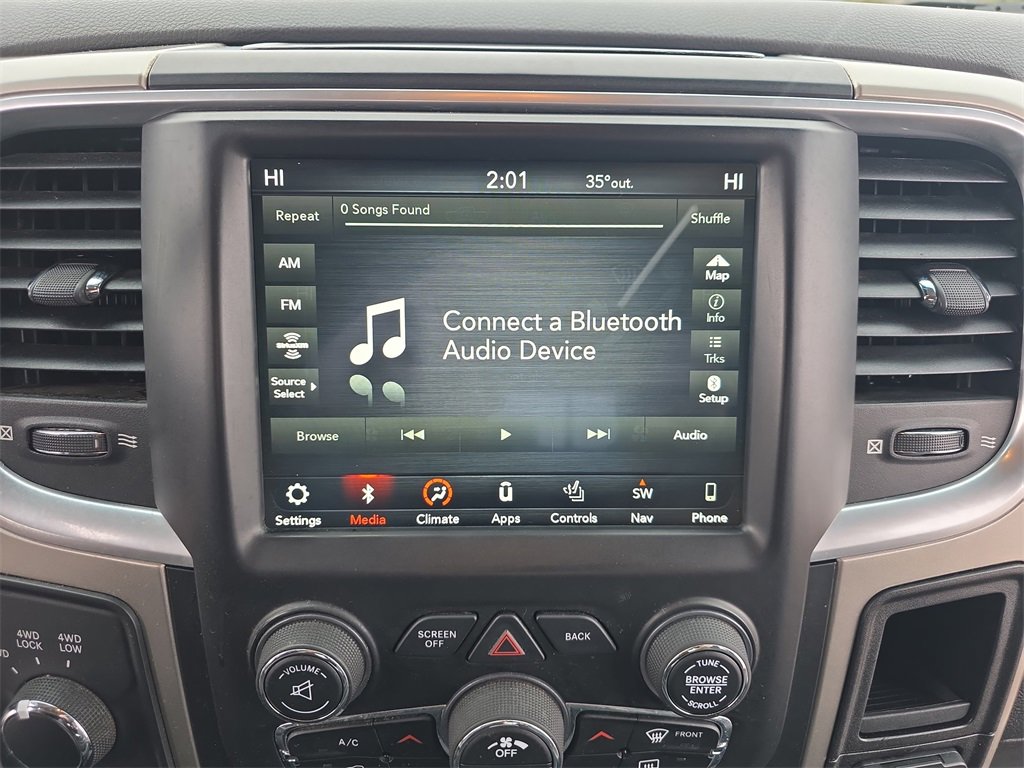 HI 2:01 35°out. HI
Repeat 0 Songs Found Shuffle
AM
FM
SiriusXM
Source
Select
Connect a Bluetooth
Audio Device
Map
Info
Trks
Setup
Browse Audio
Settings Media Climate Apps Controls SW Nav Phone
4WD
LOCK
4WD
LOW
VOLUME
SCREEN
OFF
BACK
TUNE
BROWSE
ENTER
SCROLL
A/C
OFF
FRONT